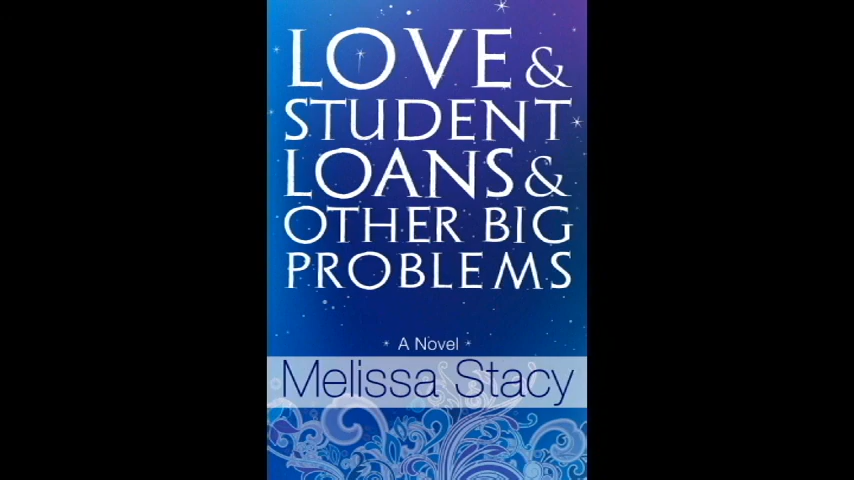 LOVE &
STUDENT
LOANS &
OTHER BIG
PROBLEMS
* A Novel *
Melissa Stacy